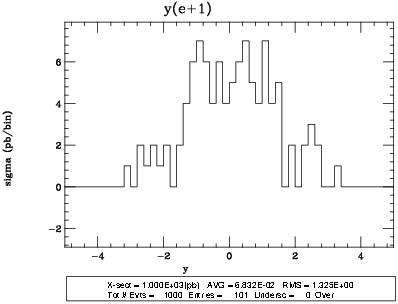 y(e+1)
sigma (pb/bin)
6
4
2
0
−2
−4 −2 0 2 4
y
X-sect = 1.000E+03(pb) AVG = 6.832E-02 RMS = 1.325E+00
Tot # Evts = 1000 Entries = 101 Undersc = 0 Over